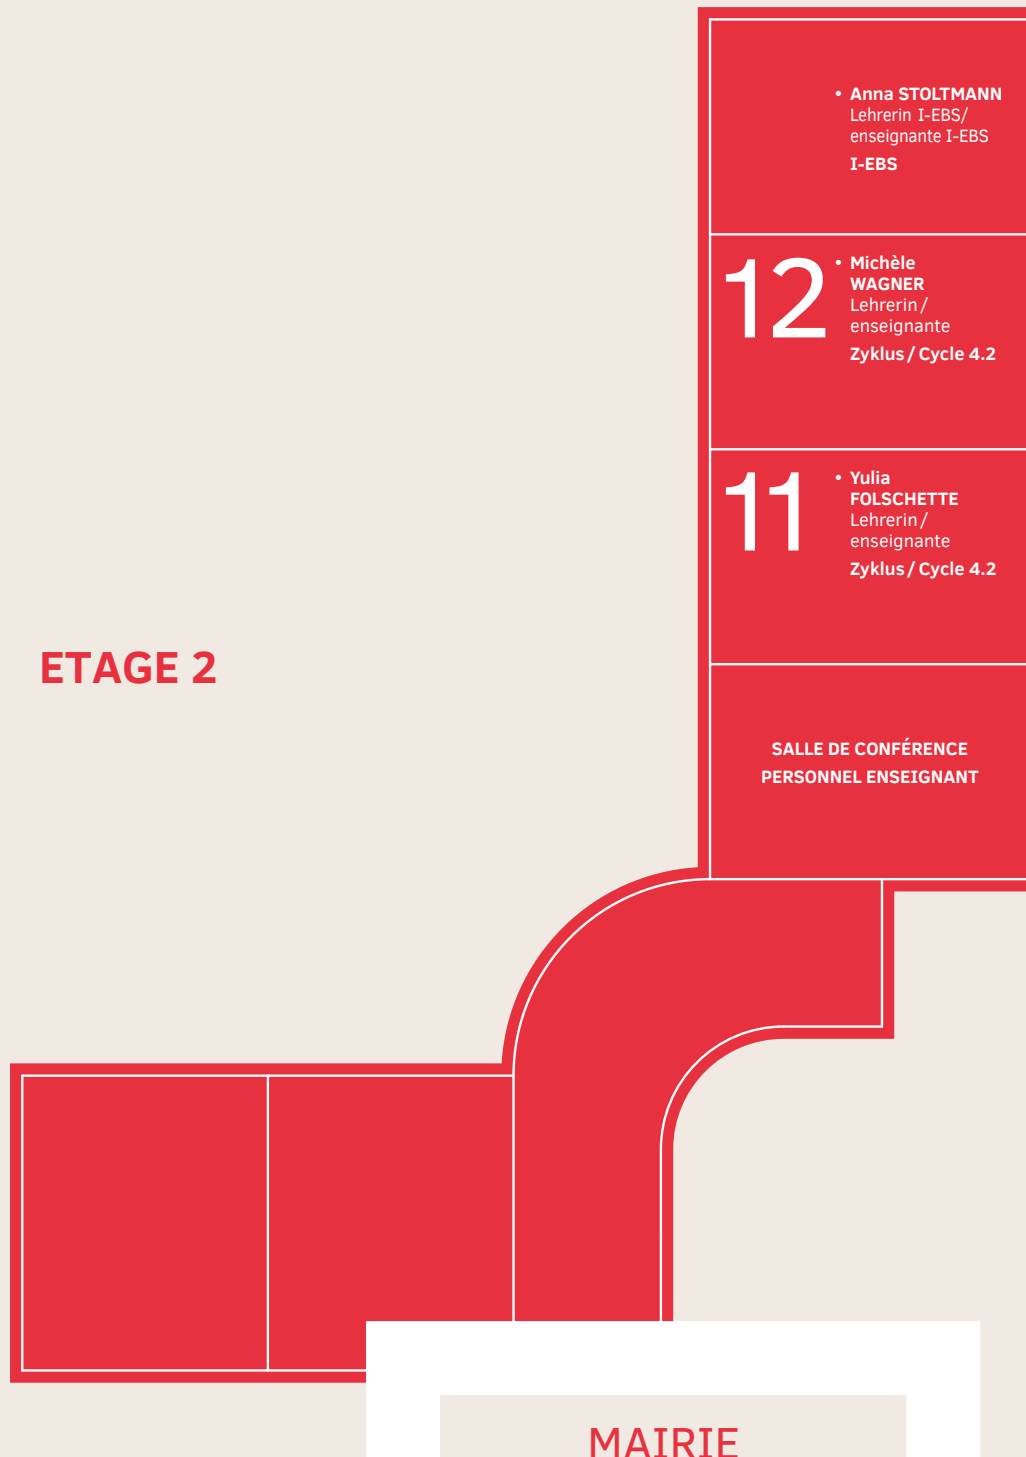 • Anna STOLTMANN
Lehrerin I-EBS/
enseignante I-EBS
I-EBS
12
• Michèle
WAGNER
Lehrerin/
enseignante
Zyklus/Cycle 4.2
11
• Yulia
FOLSCHETTE
Lehrerin/
enseignante
Zyklus/Cycle 4.2
ETAGE 2
SALLE DE CONFÉRENCE
PERSONNEL ENSEIGNANT
MAIRIE